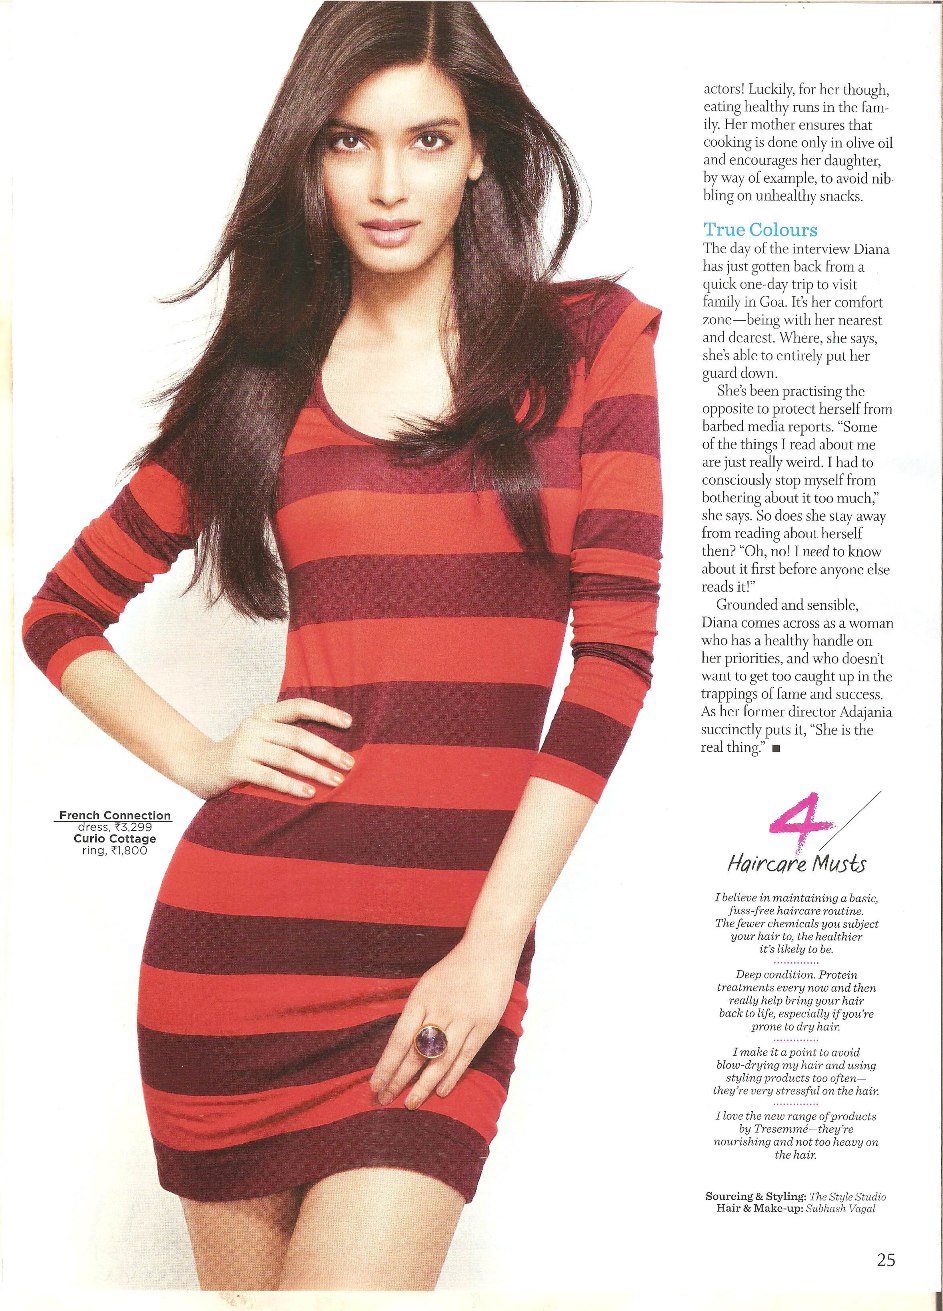 actors! Luckily, for her though,
eating healthy runs in the fam-
ily. Her mother ensures that
cooking is done only in olive oil
and encourages her daughter,
by way of example, to avoid nib-
bling on unhealthy snacks.
True Colours
The day of the interview Diana
has just gotten back from a
quick one-day trip to visit
family in Goa. It's her comfort
zone—being with her nearest
and dearest. Where, she says,
she's able to entirely put her
guard down.
She's been practising the
opposite to protect herself from
barbed media reports. “Some
of the things I read about me
are just really weird. I had to
consciously stop myself from
bothering about it too much,”
she says. So does she stay away
from reading about herself
then? “Oh, no! I need to know
about it first before anyone else
reads it!”
Grounded and sensible,
Diana comes across as a woman
who has a healthy handle on
her priorities, and who doesn't
want to get too caught up in the
trappings of fame and success.
As her former director Adajania
succinctly puts it, “She is the
real thing.” ■
French Connection
dress, ₹3,299
Curio Cottage
ring, ₹1,800
4
Haircare Musts
I believe in maintaining a basic,
fuss-free haircare routine.
The fewer chemicals you subject
your hair to, the healthier
it's likely to be.
Deep condition. Protein
treatments every now and then
really help bring your hair
back to life, especially if you're
prone to dry hair.
I make it a point to avoid
blow-drying my hair and using
styling products too often—
they're very stressful on the hair.
I love the new range of products
by Tresemmé—they're
nourishing and not too heavy on
the hair.
Sourcing & Styling: The Style Studio
Hair & Make-up: Subhash Vagal
25